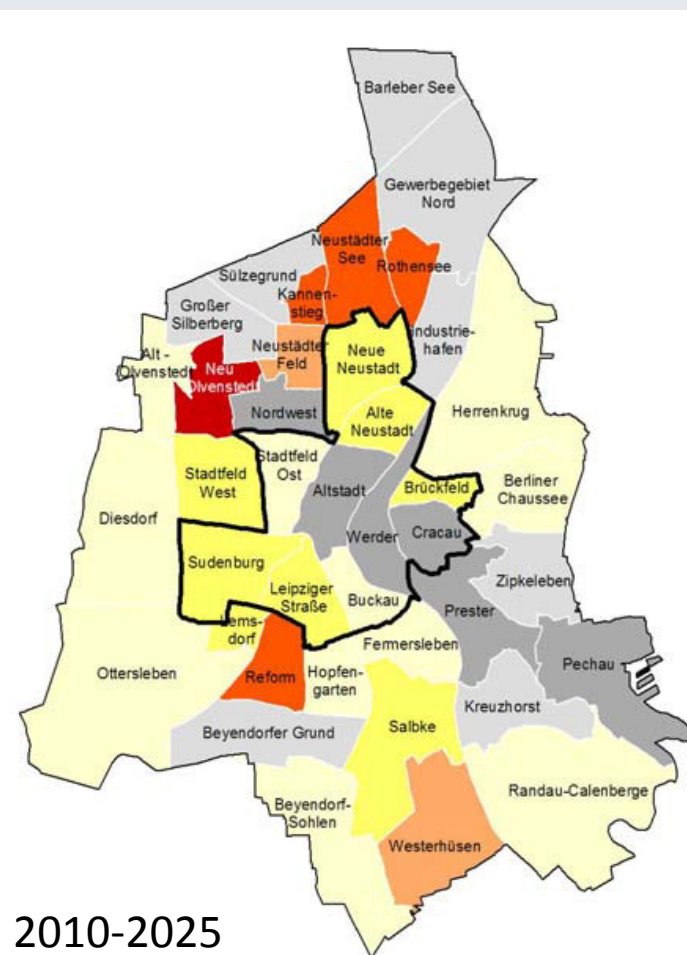 Barleber See
Gewerbegebiet
Nord
Neustädter
See
Rothensee
Sülzegrund
Kannen-
stieg
Großer
Silberberg
Industrie-
hafen
Neustädter
Feld
Neue
Neustadt
Alt -
Olvenstedt
Neu
Olvenstedt
Nordwest
Alte
Neustadt
Herrenkrug
Stadtfeld
Ost
Stadtfeld
West
Altstadt
Brückfeld
Berliner
Chaussee
Diesdorf
Werder
Cracau
Sudenburg
Zipkeleben
Leipziger
Straße
Buckau
Prester
Lems-
dorf
Fermersleben
Pechau
Ottersleben
Reform
Hopfen-
garten
Kreuzhorst
Beyendorfer Grund
Salbke
Randau-Calenberge
Beyendorf-
Sohlen
Westerhüsen
2010-2025